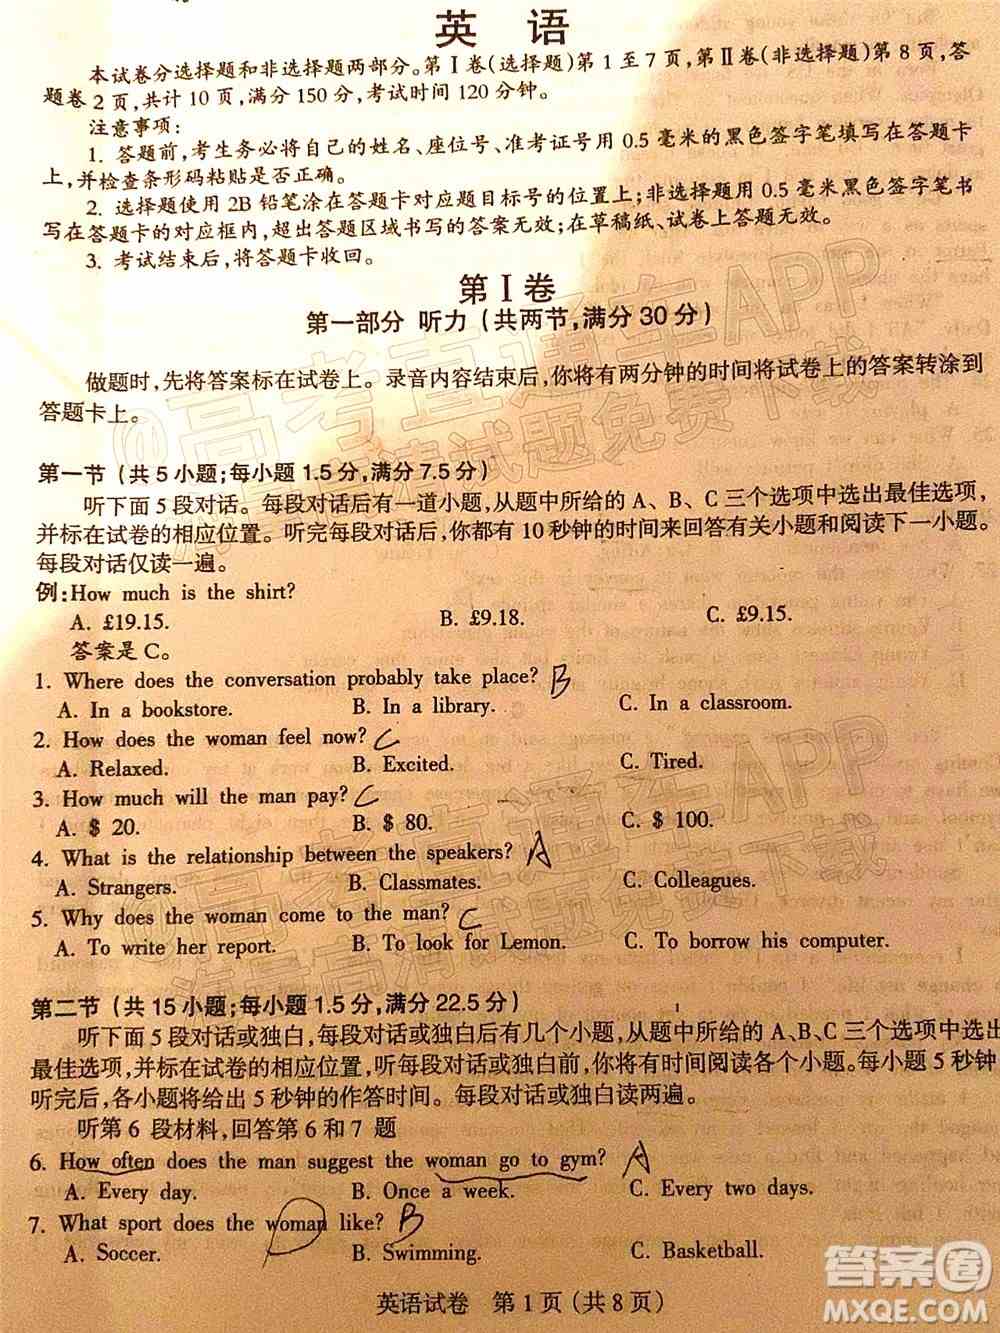 英 语
本试卷分选择题和非选择题两部分。第Ⅰ卷(选择题)第1至7页,第Ⅱ卷(非选择题)第8页,答
题卷2页,共计10页,满分150分,考试时间120分钟。
注意事项:
1. 答题前,考生务必将自己的姓名、座位号、准考证号用0.5毫米的黑色签字笔填写在答题卡
上,并检查条形码粘贴是否正确。
2. 选择题使用2B铅笔涂在答题卡对应题目标号的位置上;非选择题用0.5毫米黑色签字笔书
写在答题卡的对应框内,超出答题区域书写的答案无效;在草稿纸、试卷上答题无效。
3. 考试结束后,将答题卡收回。
第Ⅰ卷
第一部分 听力(共两节,满分30分)
做题时,先将答案标在试卷上。录音内容结束后,你将有两分钟的时间将试卷上的答案转涂到
答题卡上。
第一节(共5小题;每小题1.5分,满分7.5分)
听下面5段对话。每段对话后有一道小题,从题中所给的A、B、C三个选项中选出最佳选项,
并标在试卷的相应位置。听完每段对话后,你都有10秒钟的时间来回答有关小题和阅读下一小题。
每段对话仅读一遍。
例:How much is the shirt?
A. £19.15. B. £9.18. C. £9.15.
答案是C。
1. Where does the conversation probably take place? B
A. In a bookstore. B. In a library. C. In a classroom.
2. How does the woman feel now? C
A. Relaxed. B. Excited. C. Tired.
3. How much will the man pay? C
A. $ 20. B. $ 80. C. $ 100.
4. What is the relationship between the speakers? A
A. Strangers. B. Classmates. C. Colleagues.
5. Why does the woman come to the man? C
A. To write her report. B. To look for Lemon. C. To borrow his computer.
第二节(共15小题;每小题1.5分,满分22.5分)
听下面5段对话或独白,每段对话或独白后有几个小题,从题中所给的A、B、C三个选项中选出
最佳选项,并标在试卷的相应位置,听每段对话或独白前,你将有时间阅读各个小题。每小题5秒钟
听完后,各小题将给出5秒钟的作答时间。每段对话或独白读两遍。
听第6段材料,回答第6和7题
6. How often does the man suggest the woman go to gym? A
A. Every day. B. Once a week. C. Every two days.
7. What sport does the woman like? B
A. Soccer. B. Swimming. C. Basketball.
英语试卷 第1页(共8页)
@高考直通车APP
海量高清试题免费下载
@高考直通车APP
海量高清试题免费下载
答案圈
MXQE.COM